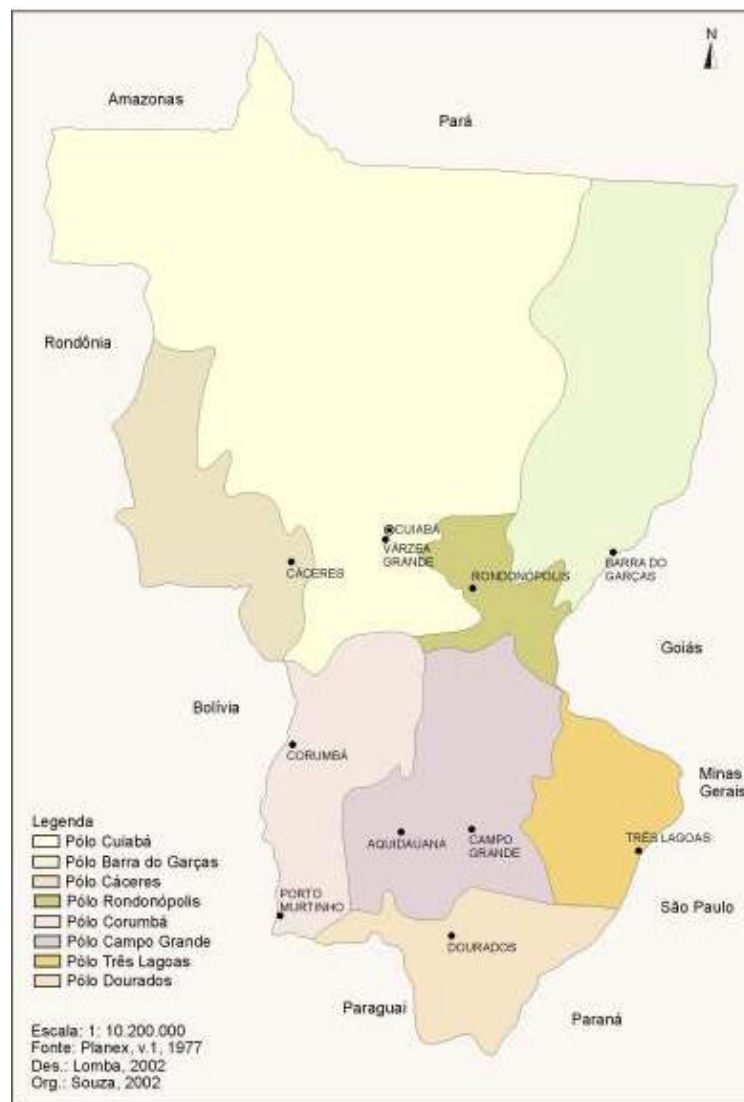 N
Amazonas
Pará
Rondônia
CUIABÁ
VÁRZEA
GRANDE
CÁCERES
RONDONÓPOLIS
BARRA DO
GARÇAS
Goiás
Bolívia
CORUMBÁ
Minas
Gerais
AQUIDAUANA
CAMPO
GRANDE
TRÊS LAGOAS
PORTO
MURTINHO
São Paulo
DOURADOS
Paraguai
Paraná
Legenda
Pólo Cuiabá
Pólo Barra do Garças
Pólo Cáceres
Pólo Rondonópolis
Pólo Corumbá
Pólo Campo Grande
Pólo Três Lagoas
Pólo Dourados
Escala: 1: 10.200.000
Fonte: Planex, v.1, 1977
Des.: Lomba, 2002
Org.: Souza, 2002